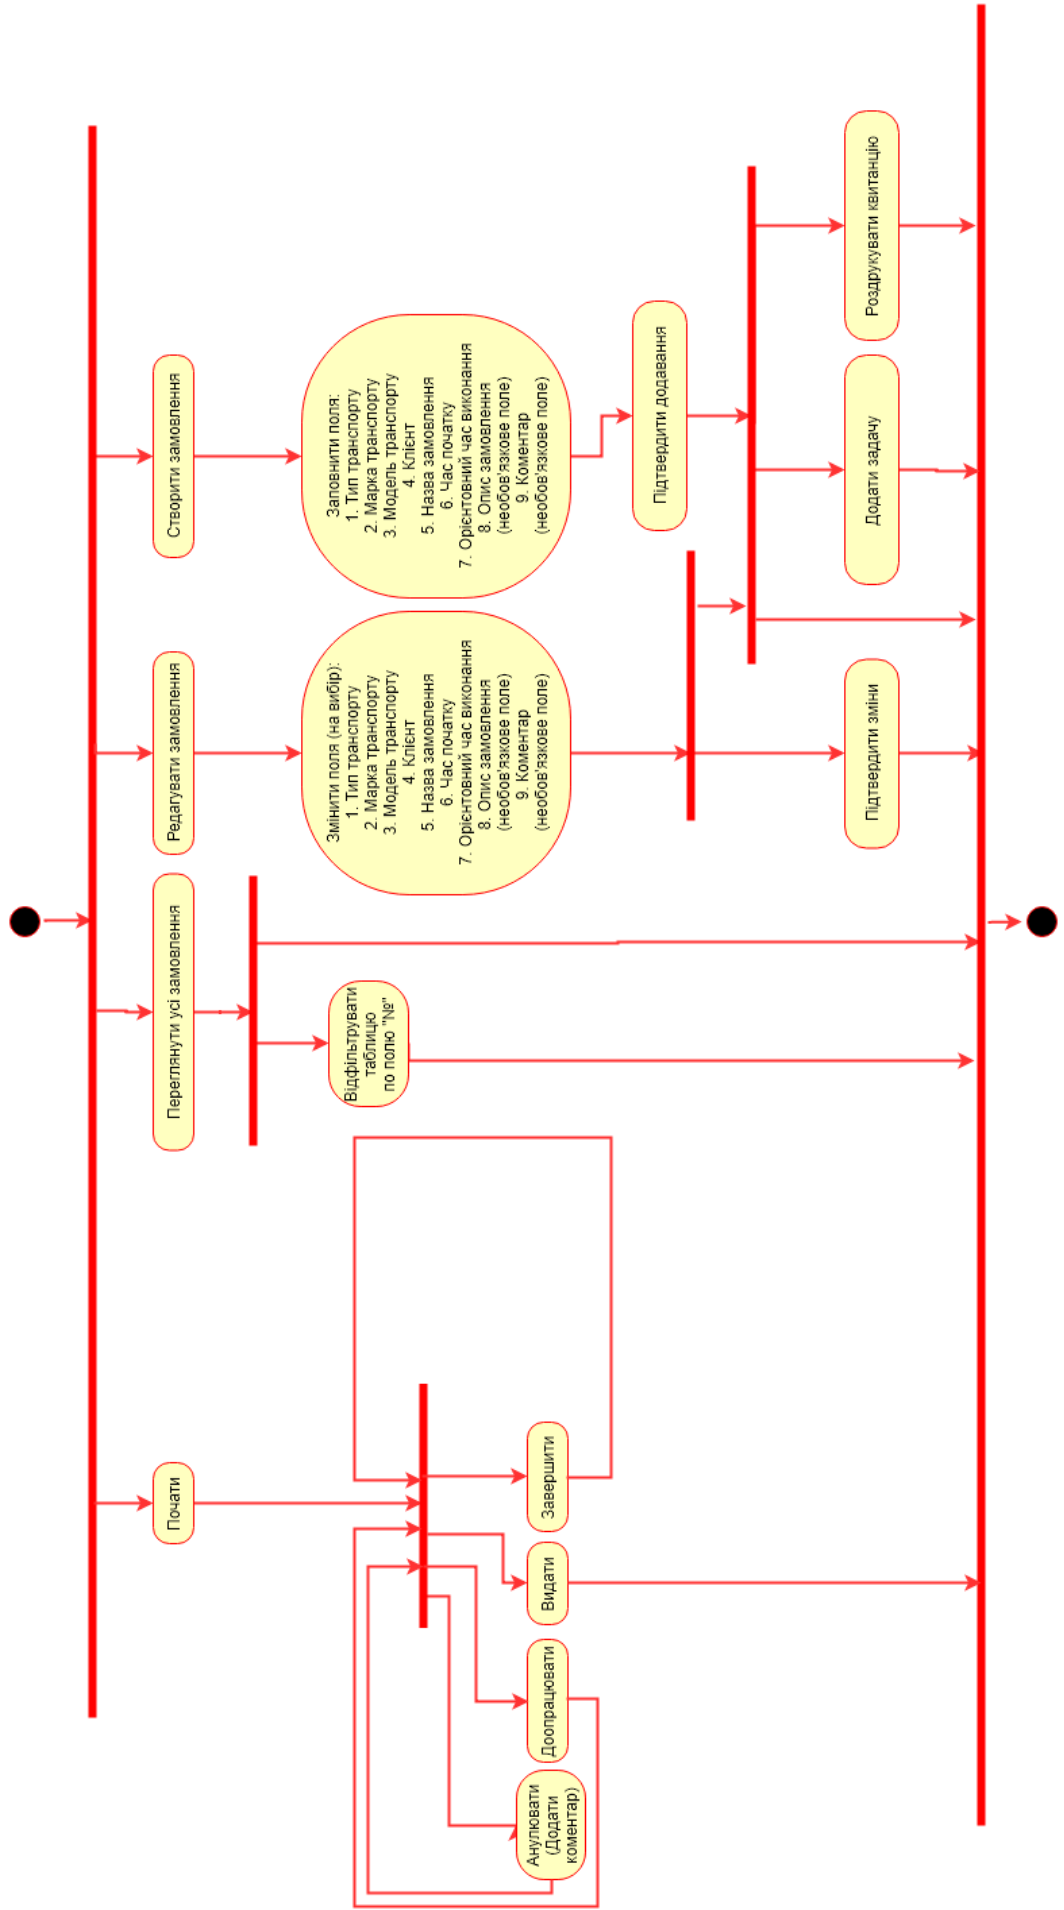 Почати
Переглянути усі замовлення
Редагувати замовлення
Створити замовлення
Відфільтрувати
таблицю
по полю "№"
Змінити поля (на вибір):
1. Тип транспорту
2. Марка транспорту
3. Модель транспорту
4. Клієнт
5. Назва замовлення
6. Час початку
7. Орієнтовний час виконання
8. Опис замовлення
(необов'язкове поле)
9. Коментар
(необов'язкове поле)
Заповнити поля:
1. Тип транспорту
2. Марка транспорту
3. Модель транспорту
4. Клієнт
5. Назва замовлення
6. Час початку
7. Орієнтовний час виконання
8. Опис замовлення
(необов'язкове поле)
9. Коментар
(необов'язкове поле)
Анулювати
(Додати
коментар)
Доопрацювати
Видати
Завершити
Підтвердити додавання
Підтвердити зміни
Додати задачу
Роздрукувати квитанцію